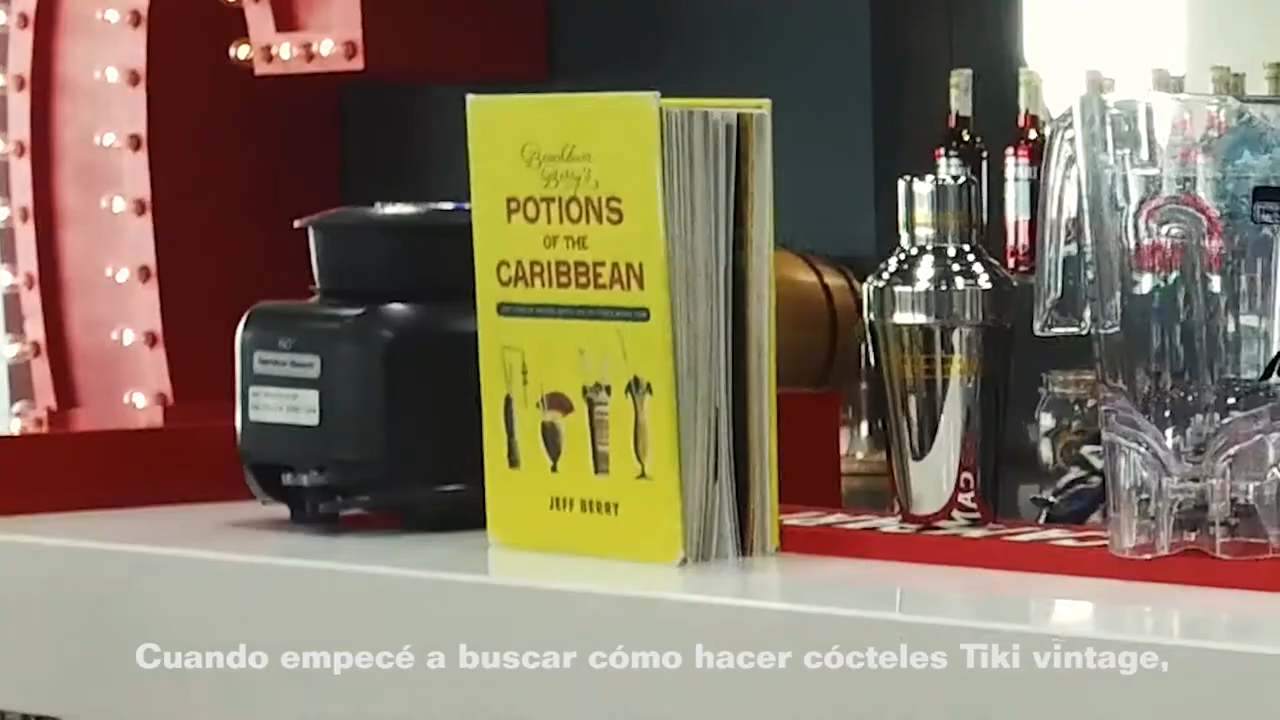 Beachbum
Berry's
POTIONS
OF THE
CARIBBEAN
JEFF BERRY
Cuando empecé a buscar cómo hacer cócteles Tiki vintage,